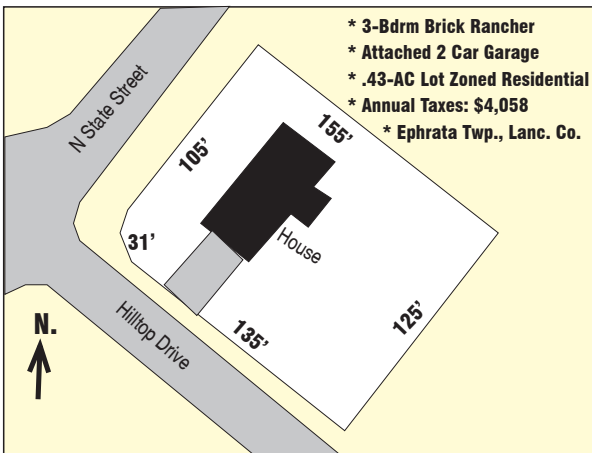 * 3-Bdrm Brick Rancher
* Attached 2 Car Garage
* .43-AC Lot Zoned Residential
* Annual Taxes: $4,058
* Ephrata Twp., Lanc. Co.
N State Street
105’
155’
31’
House
125’
135’
Hilltop Drive
N.